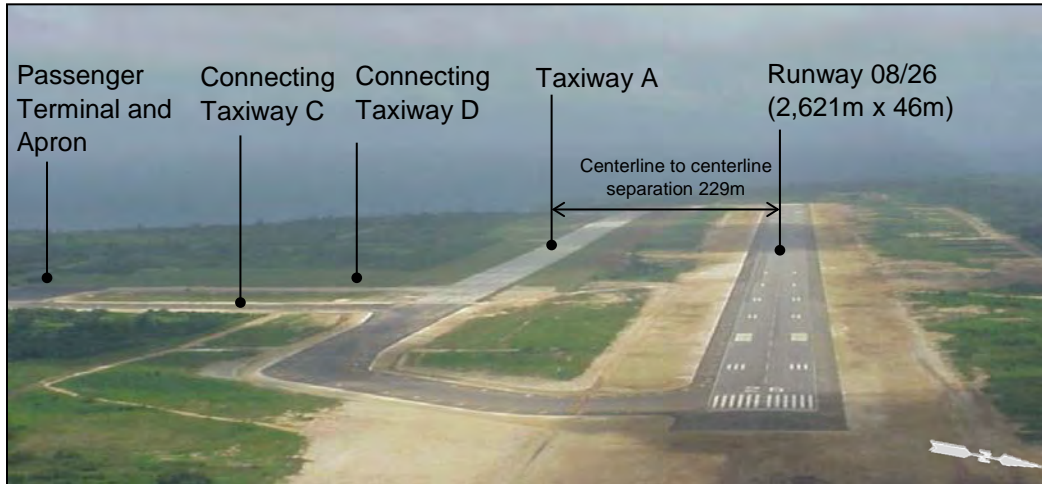 Passenger
Terminal and
Apron
Connecting
Taxiway C
Connecting
Taxiway D
Taxiway A
Runway 08/26
(2,621m x 46m)
Centerline to centerline
separation 229m
26